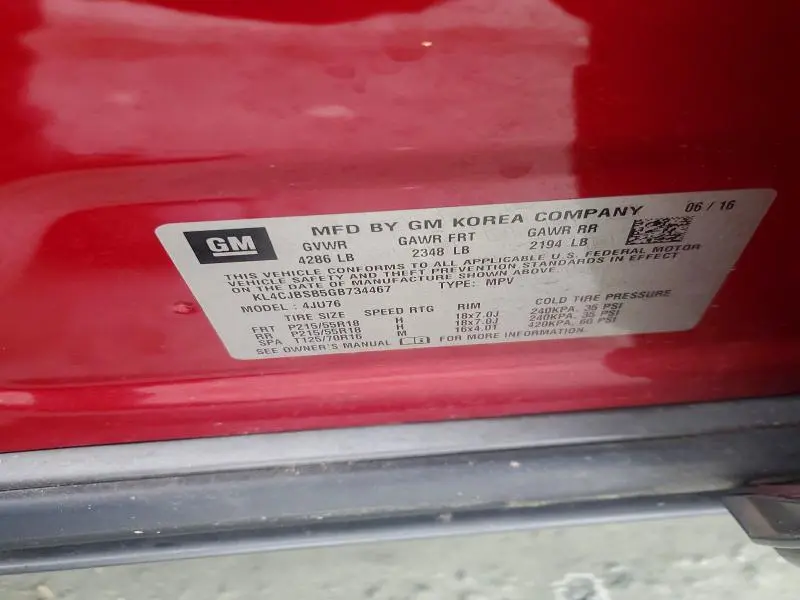 GM
MFD BY GM KOREA COMPANY 06 / 16
GVWR GAWR FRT GAWR RR
4286 LB 2348 LB 2194 LB
THIS VEHICLE CONFORMS TO ALL APPLICABLE U.S. FEDERAL MOTOR
VEHICLE SAFETY AND THEFT PREVENTION STANDARDS IN EFFECT
ON THE DATE OF MANUFACTURE SHOWN ABOVE.
KL4CJBSB5GB734467 TYPE: MPV
MODEL : 4JU76
TIRE SIZE SPEED RTG RIM COLD TIRE PRESSURE
FRT P215/55R18 H 18x7.0J 240KPA, 35 PSI
RR P215/55R18 H 18x7.0J 240KPA, 35 PSI
SPA T125/70R16 M 16x4.0T 420KPA, 60 PSI
SEE OWNER'S MANUAL FOR MORE INFORMATION.